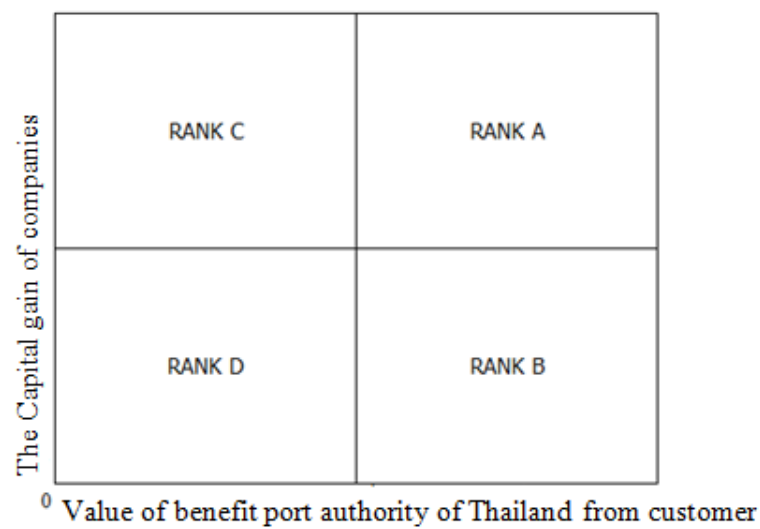 The Capital gain of companies
RANK C
RANK A
RANK D
RANK B
0
Value of benefit port authority of Thailand from customer